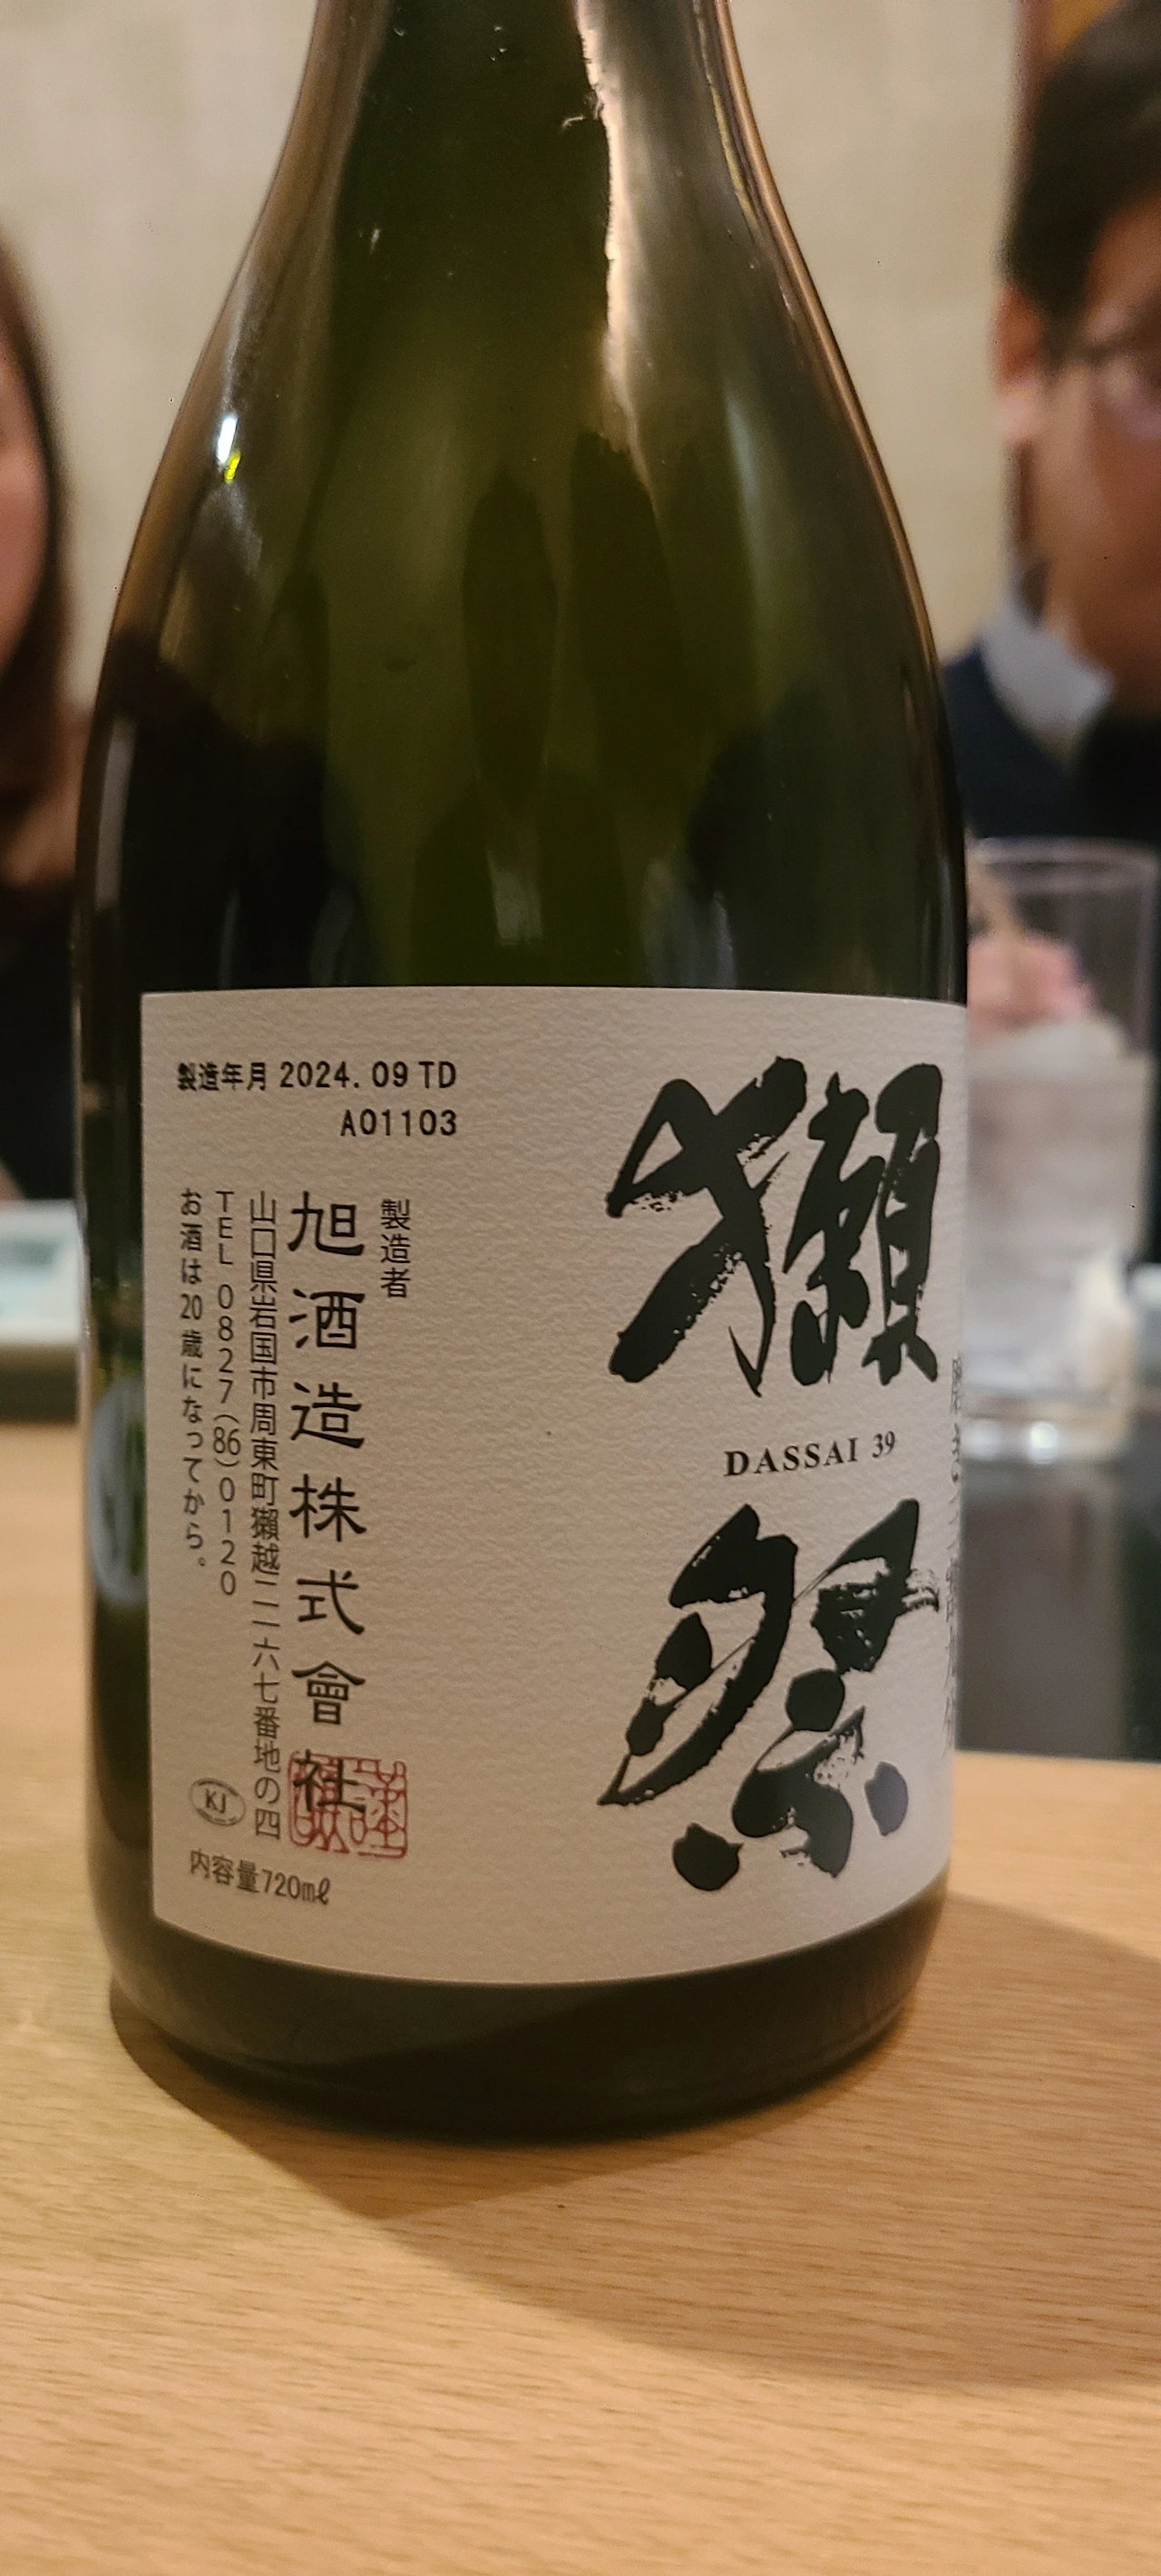 獺祭
DASSAI 39
製造年月 2024.09 TD
A01103
製造者
旭酒造株式會社
山口県岩国市周東町獺越二一六七番地の四
TEL 0827(86)0120
お酒は20歳になってから。
KJ
内容量720mℓ